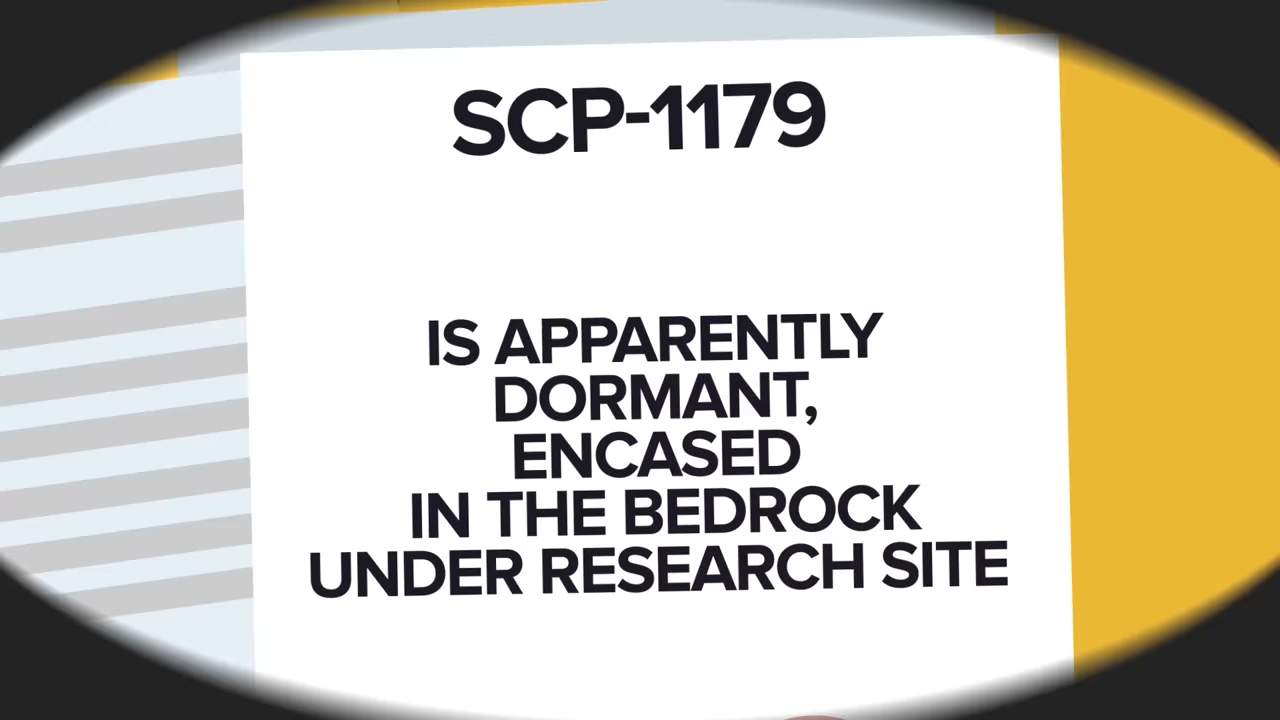 SCP-1179
IS APPARENTLY
DORMANT,
ENCASED
IN THE BEDROCK
UNDER RESEARCH SITE